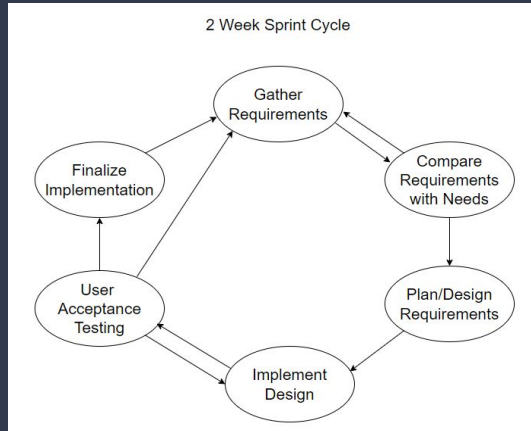 2 Week Sprint Cycle
Gather
Requirements
Compare
Requirements
with Needs
Plan/Design
Requirements
Implement
Design
User
Acceptance
Testing
Finalize
Implementation